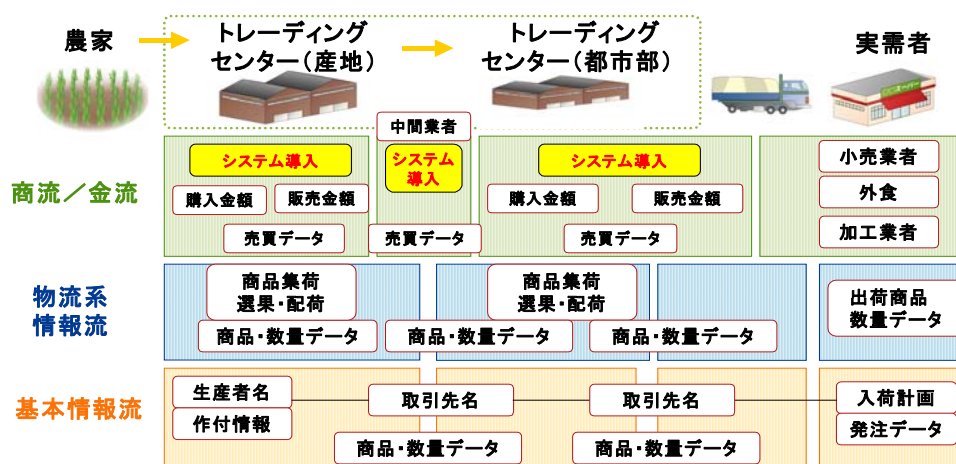 農家
トレーディング
センター(産地)
トレーディング
センター(都市部)
実需者
中間業者
商流／金流
システム導入
システム
導入
システム導入
小売業者
購入金額
販売金額
購入金額
販売金額
外食
売買データ
売買データ
売買データ
加工業者
物流系
情報流
商品集荷
選果・配荷
商品集荷
選果・配荷
出荷商品
数量データ
商品・数量データ
商品・数量データ
商品・数量データ
基本情報流
生産者名
作付情報
取引先名
取引先名
入荷計画
発注データ
商品・数量データ
商品・数量データ